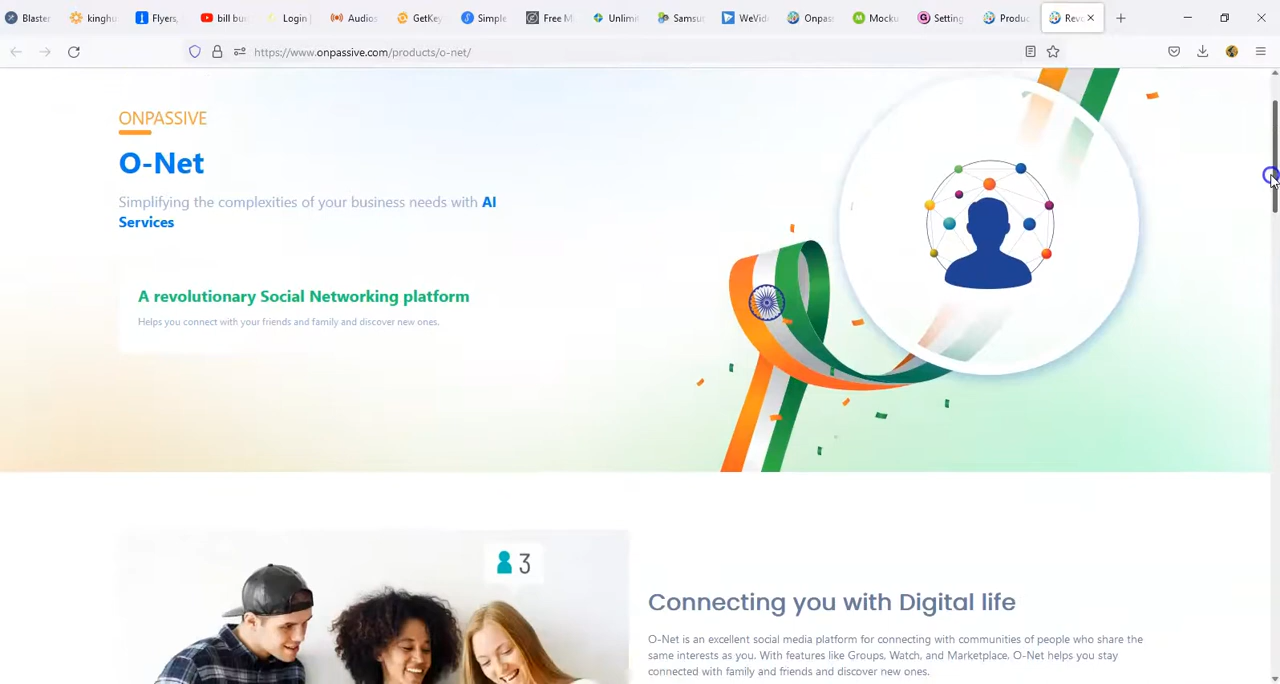 Blaster
kinghu
Flyers,
bill bu
Login
Audios
GetKey
Simple
Free M
Unlimi
Samsu
WeVid
Onpas
Mocku
Setting
Produc
Revo
https://www.onpassive.com/products/o-net/
ONPASSIVE
O-Net
Simplifying the complexities of your business needs with AI
Services
A revolutionary Social Networking platform
Helps you connect with your friends and family and discover new ones.
3
Connecting you with Digital life
O-Net is an excellent social media platform for connecting with communities of people who share the
same interests as you. With features like Groups, Watch, and Marketplace, O-Net helps you stay
connected with family and friends and discover new ones.